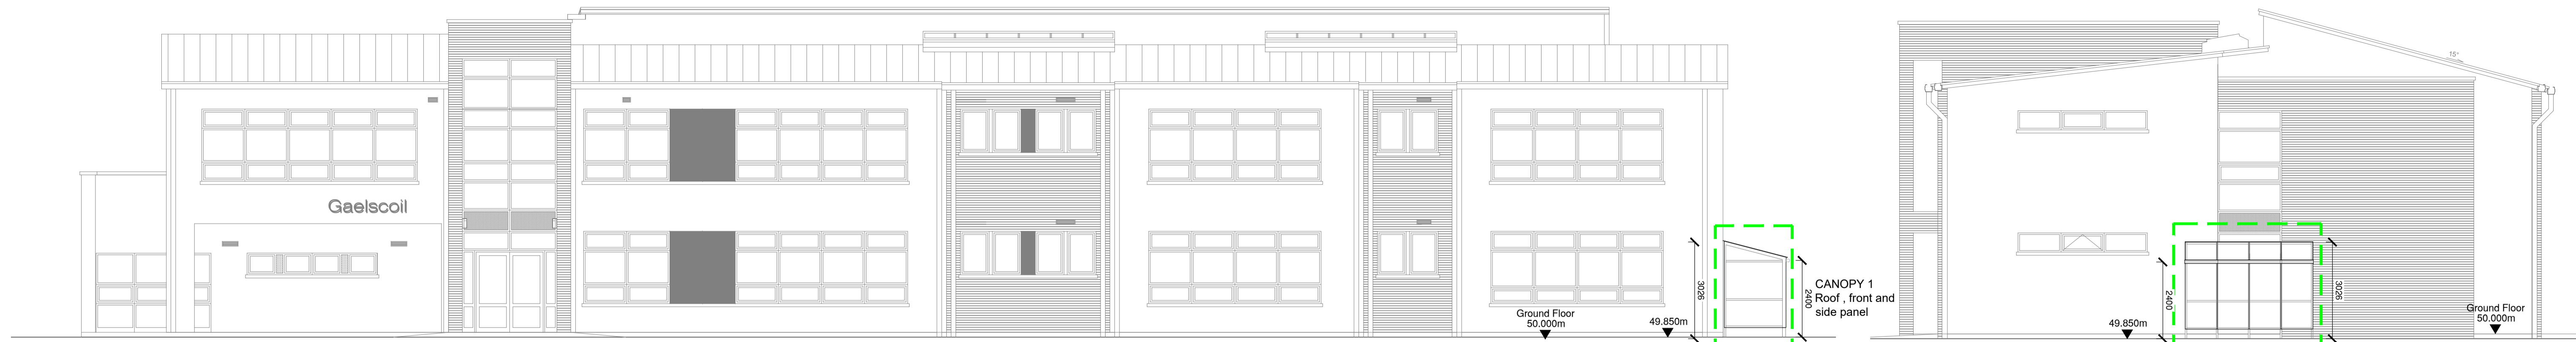 Gaelscoil
Ground Floor
50.000m
49.850m
3026
2400
CANOPY 1
Roof , front and
side panel
15°
49.850m
2400
3026
Ground Floor
50.000m